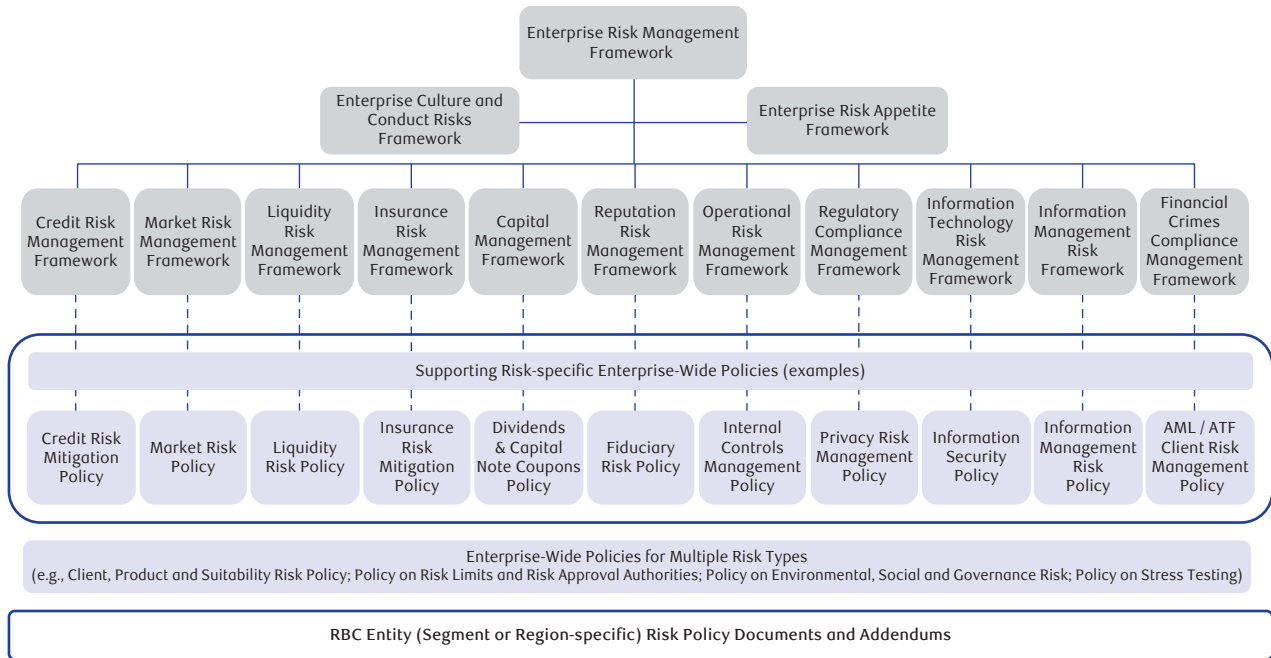 Enterprise Risk Management
Framework
Enterprise Culture and
Conduct Risks
Framework
Enterprise Risk Appetite
Framework
Credit Risk
Management
Framework
Market Risk
Management
Framework
Liquidity
Risk
Management
Framework
Insurance
Risk
Management
Framework
Capital
Management
Framework
Reputation
Risk
Management
Framework
Operational
Risk
Management
Framework
Regulatory
Compliance
Management
Framework
Information
Technology
Risk
Management
Framework
Information
Management
Risk
Framework
Financial
Crimes
Compliance
Management
Framework
Supporting Risk-specific Enterprise-Wide Policies (examples)
Credit Risk
Mitigation
Policy
Market Risk
Policy
Liquidity
Risk Policy
Insurance
Risk
Mitigation
Policy
Dividends
& Capital
Note Coupons
Policy
Fiduciary
Risk Policy
Internal
Controls
Management
Policy
Privacy Risk
Management
Policy
Information
Security
Policy
Information
Management
Risk
Policy
AML / ATF
Client Risk
Management
Policy
Enterprise-Wide Policies for Multiple Risk Types
(e.g., Client, Product and Suitability Risk Policy; Policy on Risk Limits and Risk Approval Authorities; Policy on Environmental, Social and Governance Risk; Policy on Stress Testing)
RBC Entity (Segment or Region-specific) Risk Policy Documents and Addendums